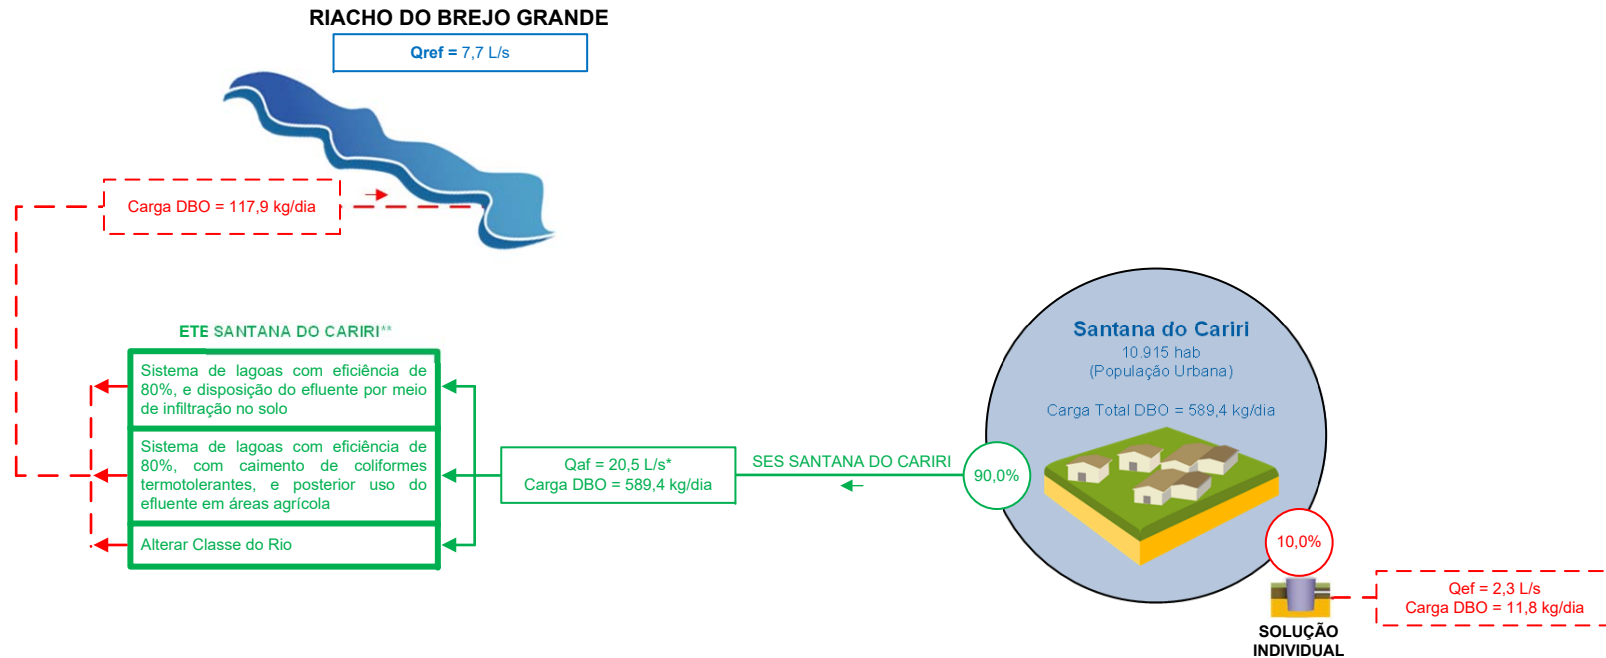 RIACHO DO BREJO GRANDE
Qref = 7,7 L/s
Carga DBO = 117,9 kg/dia
ETE SANTANA DO CARIRI**
Sistema de lagoas com eficiência de
80%, e disposição do efluente por meio
de infiltração no solo
Sistema de lagoas com eficiência de
80%, com caimento de coliformes
termotolerantes, e posterior uso do
efluente em áreas agrícola
Alterar Classe do Rio
Qaf = 20,5 L/s*
Carga DBO = 589,4 kg/dia
SES SANTANA DO CARIRI
90,0%
Santana do Cariri
10.915 hab
(População Urbana)
Carga Total DBO = 589,4 kg/dia
10,0%
SOLUÇÃO
INDIVIDUAL
Qef = 2,3 L/s
Carga DBO = 11,8 kg/dia